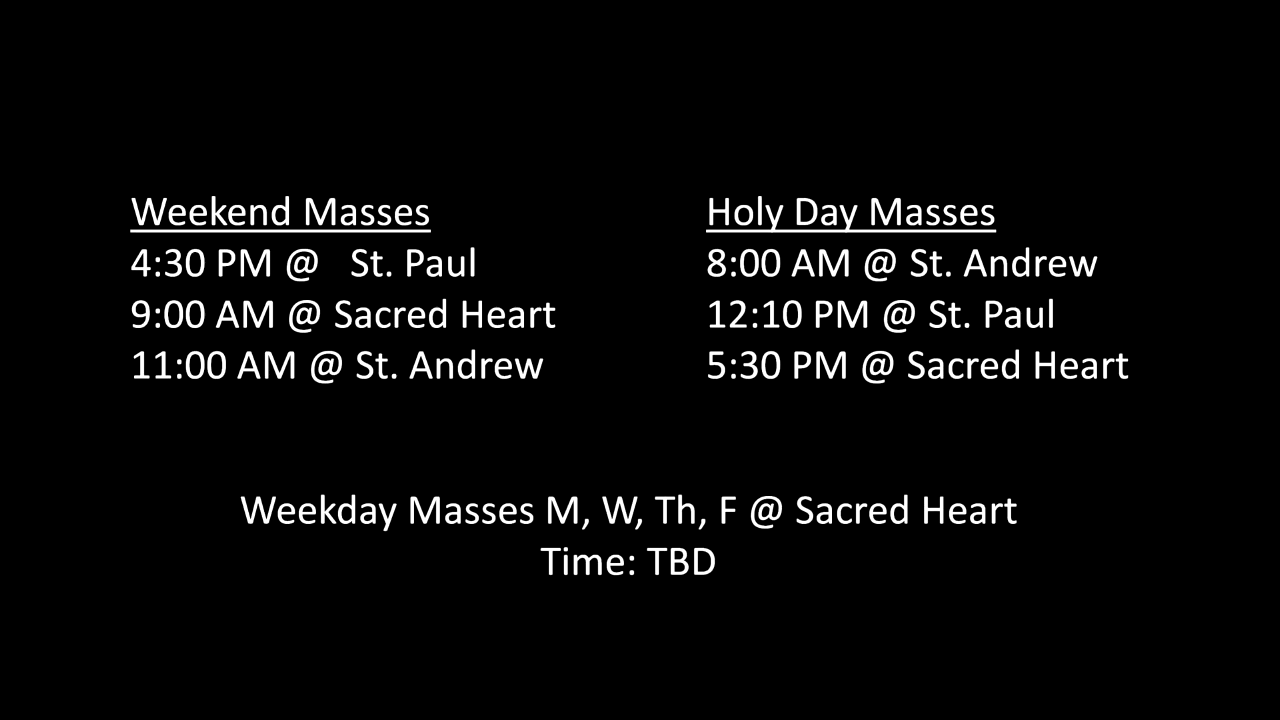 Weekend Masses
4:30 PM @   St. Paul
9:00 AM @ Sacred Heart
11:00 AM @ St. Andrew
Holy Day Masses
8:00 AM @ St. Andrew
12:10 PM @ St. Paul
5:30 PM @ Sacred Heart
Weekday Masses M, W, Th, F @ Sacred Heart
Time: TBD